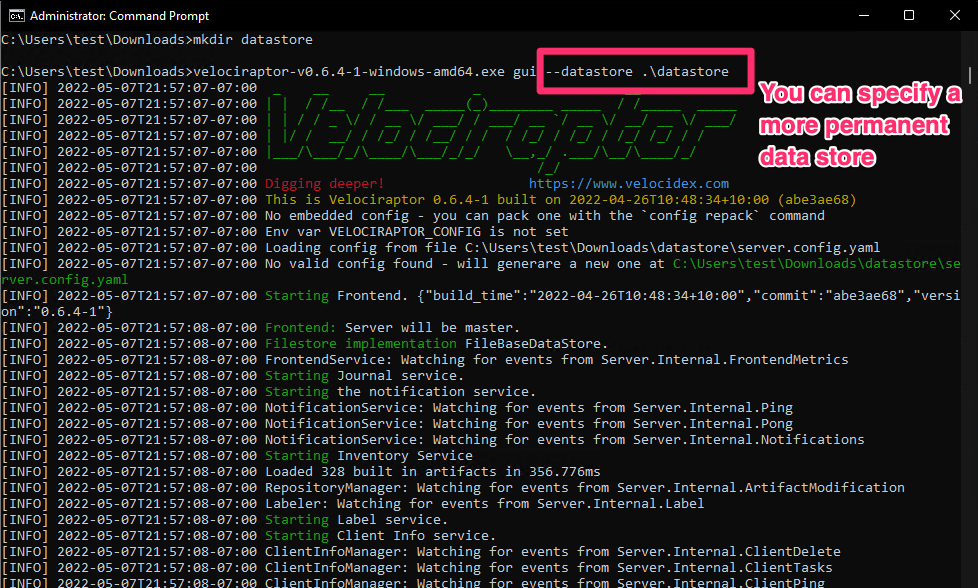 Administrator: Command Prompt
C:\Users\test\Downloads>mkdir datastore
C:\Users\test\Downloads>velociraptor-v0.6.4-1-windows-amd64.exe gui --datastore .\datastore
You can specify a
more permanent
data store
[INFO] 2022-05-07T21:57:07-07:00
[INFO] 2022-05-07T21:57:07-07:00
[INFO] 2022-05-07T21:57:07-07:00
[INFO] 2022-05-07T21:57:07-07:00
[INFO] 2022-05-07T21:57:07-07:00
[INFO] 2022-05-07T21:57:07-07:00
[INFO] 2022-05-07T21:57:07-07:00 Digging deeper! https://www.velocidex.com
[INFO] 2022-05-07T21:57:07-07:00 This is Velociraptor 0.6.4-1 built on 2022-04-26T10:48:34+10:00 (abe3ae68)
[INFO] 2022-05-07T21:57:07-07:00 No embedded config - you can pack one with the `config repack` command
[INFO] 2022-05-07T21:57:07-07:00 Env var VELOCIRAPTOR_CONFIG is not set
[INFO] 2022-05-07T21:57:07-07:00 Loading config from file C:\Users\test\Downloads\datastore\server.config.yaml
[INFO] 2022-05-07T21:57:07-07:00 No valid config found - will generare a new one at C:\Users\test\Downloads\datastore\se
rver.config.yaml
[INFO] 2022-05-07T21:57:07-07:00 Starting Frontend. {"build_time":"2022-04-26T10:48:34+10:00","commit":"abe3ae68","versi
on":"0.6.4-1"}
[INFO] 2022-05-07T21:57:08-07:00 Frontend: Server will be master.
[INFO] 2022-05-07T21:57:08-07:00 Filestore implementation FileBaseDataStore.
[INFO] 2022-05-07T21:57:08-07:00 FrontendService: Watching for events from Server.Internal.FrontendMetrics
[INFO] 2022-05-07T21:57:08-07:00 Starting Journal service.
[INFO] 2022-05-07T21:57:08-07:00 Starting the notification service.
[INFO] 2022-05-07T21:57:08-07:00 NotificationService: Watching for events from Server.Internal.Ping
[INFO] 2022-05-07T21:57:08-07:00 NotificationService: Watching for events from Server.Internal.Pong
[INFO] 2022-05-07T21:57:08-07:00 NotificationService: Watching for events from Server.Internal.Notifications
[INFO] 2022-05-07T21:57:08-07:00 Starting Inventory Service
[INFO] 2022-05-07T21:57:08-07:00 Loaded 328 built in artifacts in 356.776ms
[INFO] 2022-05-07T21:57:08-07:00 RepositoryManager: Watching for events from Server.Internal.ArtifactModification
[INFO] 2022-05-07T21:57:08-07:00 Labeler: Watching for events from Server.Internal.Label
[INFO] 2022-05-07T21:57:08-07:00 Starting Label service.
[INFO] 2022-05-07T21:57:08-07:00 Starting Client Info service.
[INFO] 2022-05-07T21:57:08-07:00 ClientInfoManager: Watching for events from Server.Internal.ClientDelete
[INFO] 2022-05-07T21:57:08-07:00 ClientInfoManager: Watching for events from Server.Internal.ClientTasks
[INFO] 2022-05-07T21:57:08-07:00 ClientInfoManager: Watching for events from Server.Internal.ClientPing